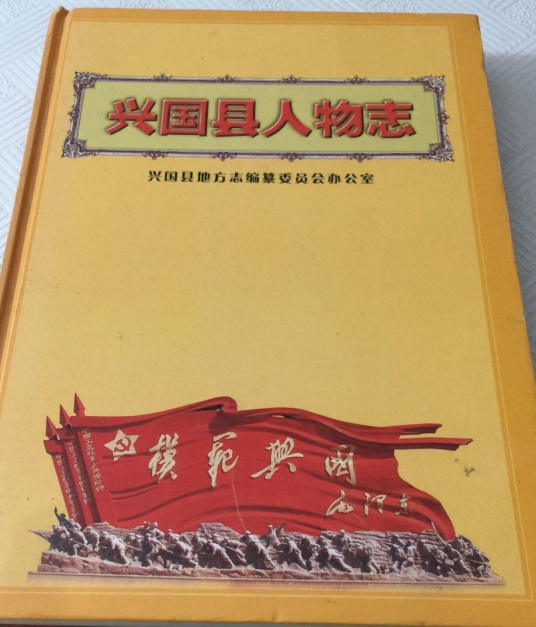 兴国县人物志
兴国县地方志编纂委员会办公室
模范兴国
毛泽东